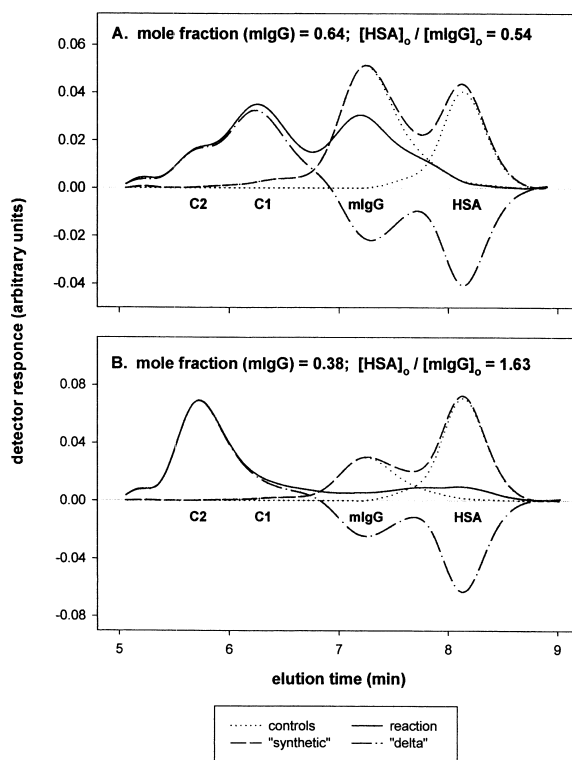 A. mole fraction (mIgG) = 0.64; [HSA]o / [mIgG]o = 0.54
0.06
0.04
0.02
0.00
-0.02
-0.04
C2 C1 mIgG HSA
B. mole fraction (mIgG) = 0.38; [HSA]o / [mIgG]o = 1.63
0.08
0.04
0.00
-0.04
-0.08
C2 C1 mIgG HSA
detector responce (arbitrary units)
5 6 7 8 9
elution time (min)
controls reaction
"synthetic" "delta"